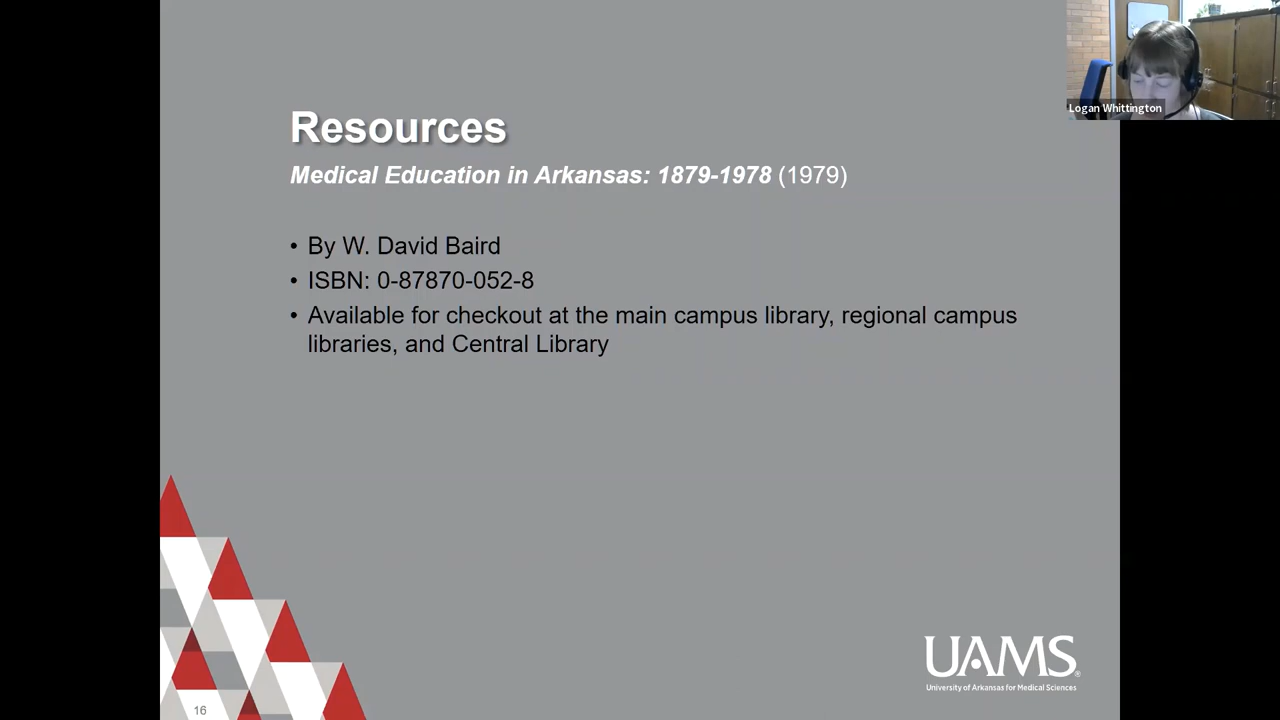 Resources
Medical Education in Arkansas: 1879-1978 (1979)
• By W. David Baird
• ISBN: 0-87870-052-8
• Available for checkout at the main campus library, regional campus
libraries, and Central Library
Logan Whittington
UAMS®
University of Arkansas for Medical Sciences
16